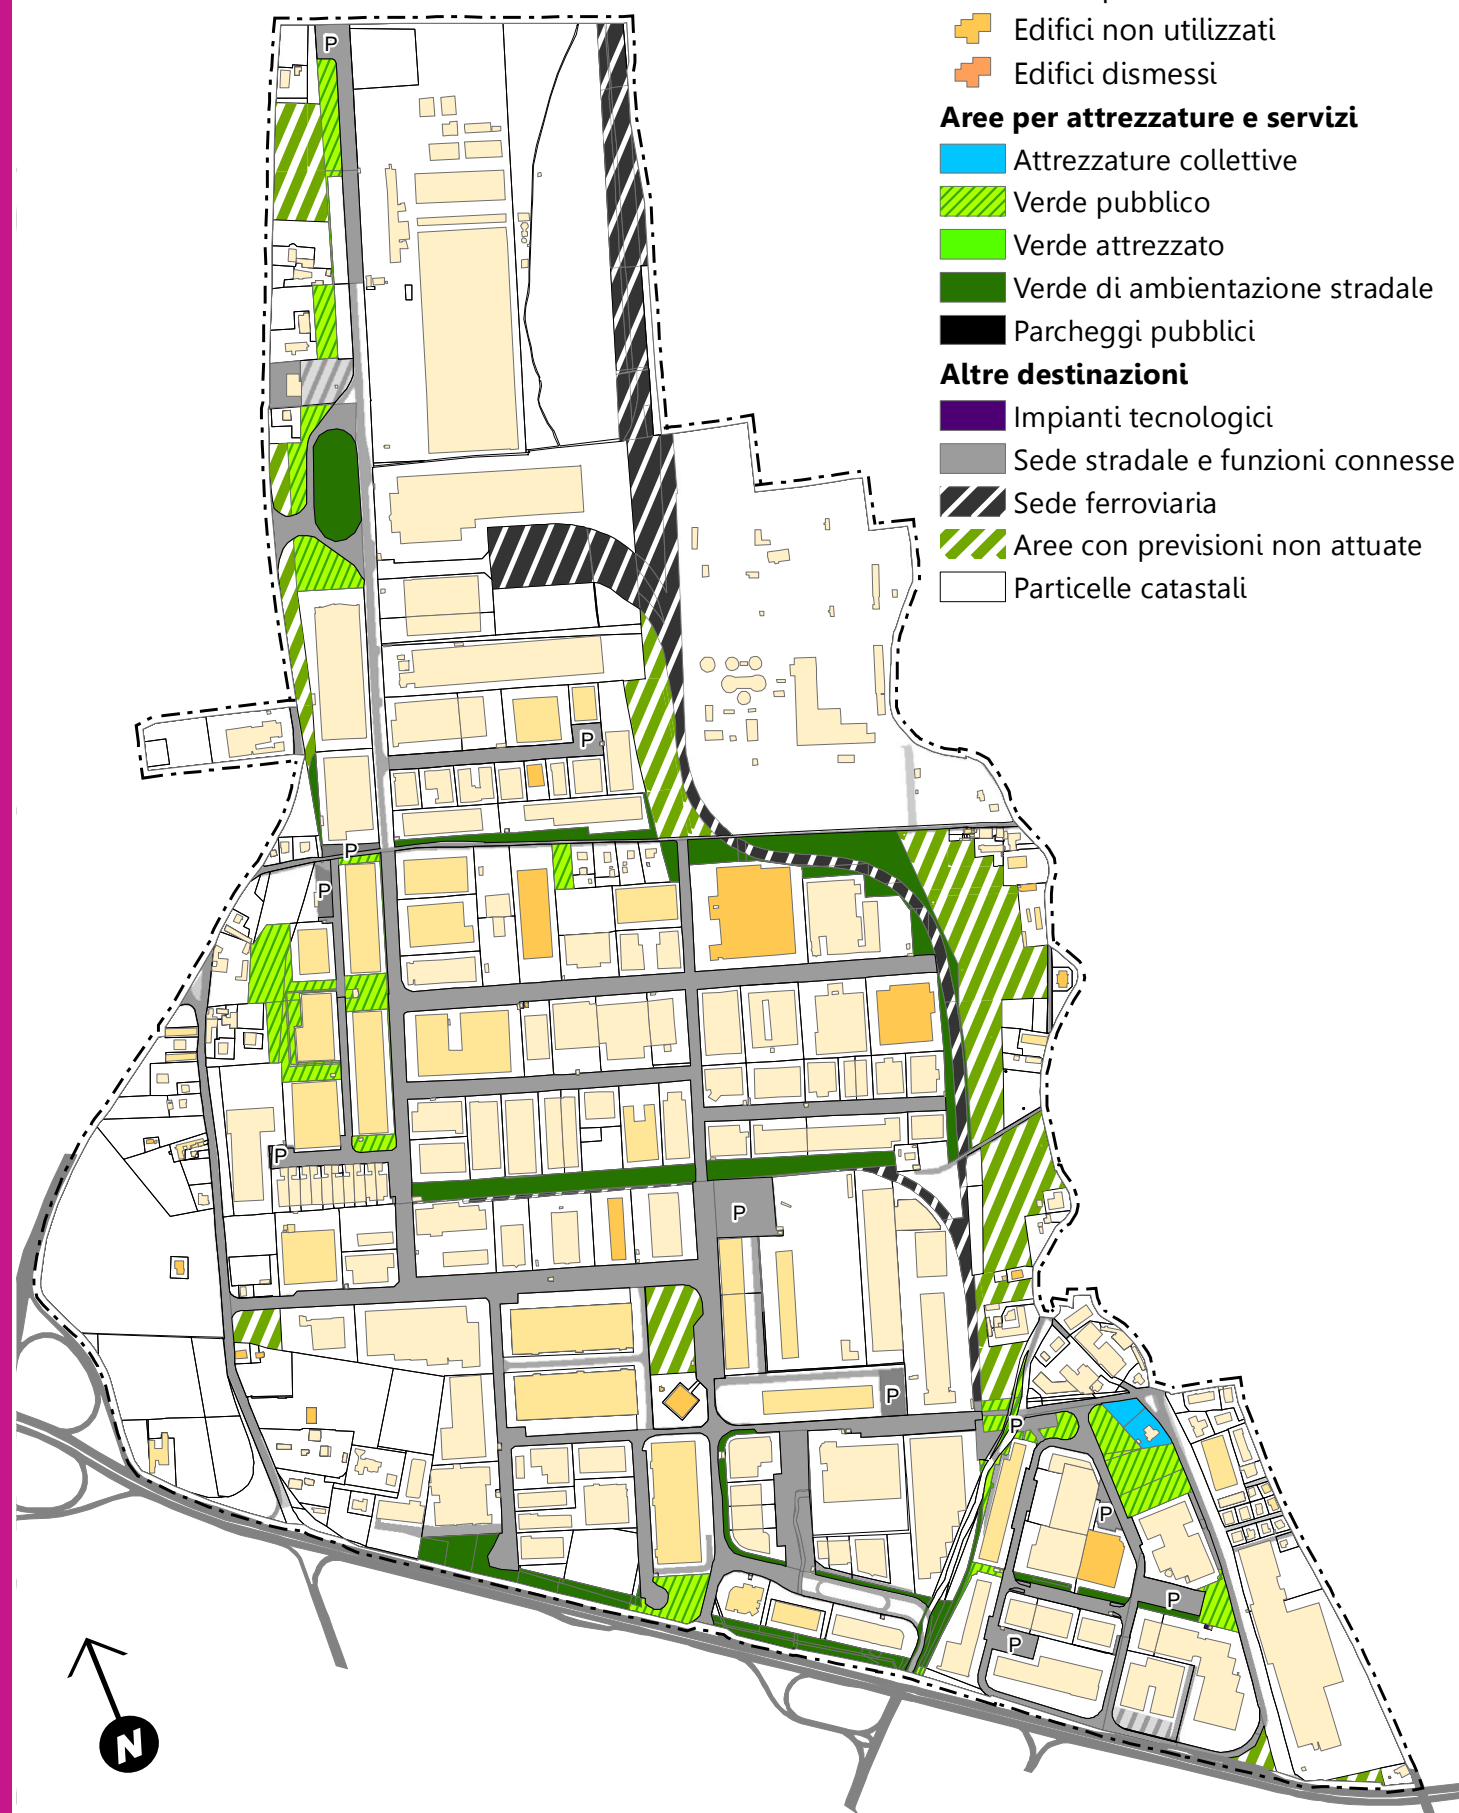 Edifici non utilizzati
Edifici dismessi
Aree per attrezzature e servizi
Attrezzature collettive
Verde pubblico
Verde attrezzato
Verde di ambientazione stradale
Parcheggi pubblici
Altre destinazioni
Impianti tecnologici
Sede stradale e funzioni connesse
Sede ferroviaria
Aree con previsioni non attuate
Particelle catastali
P
P
P
P
P
P
P
P
P
P
P
N